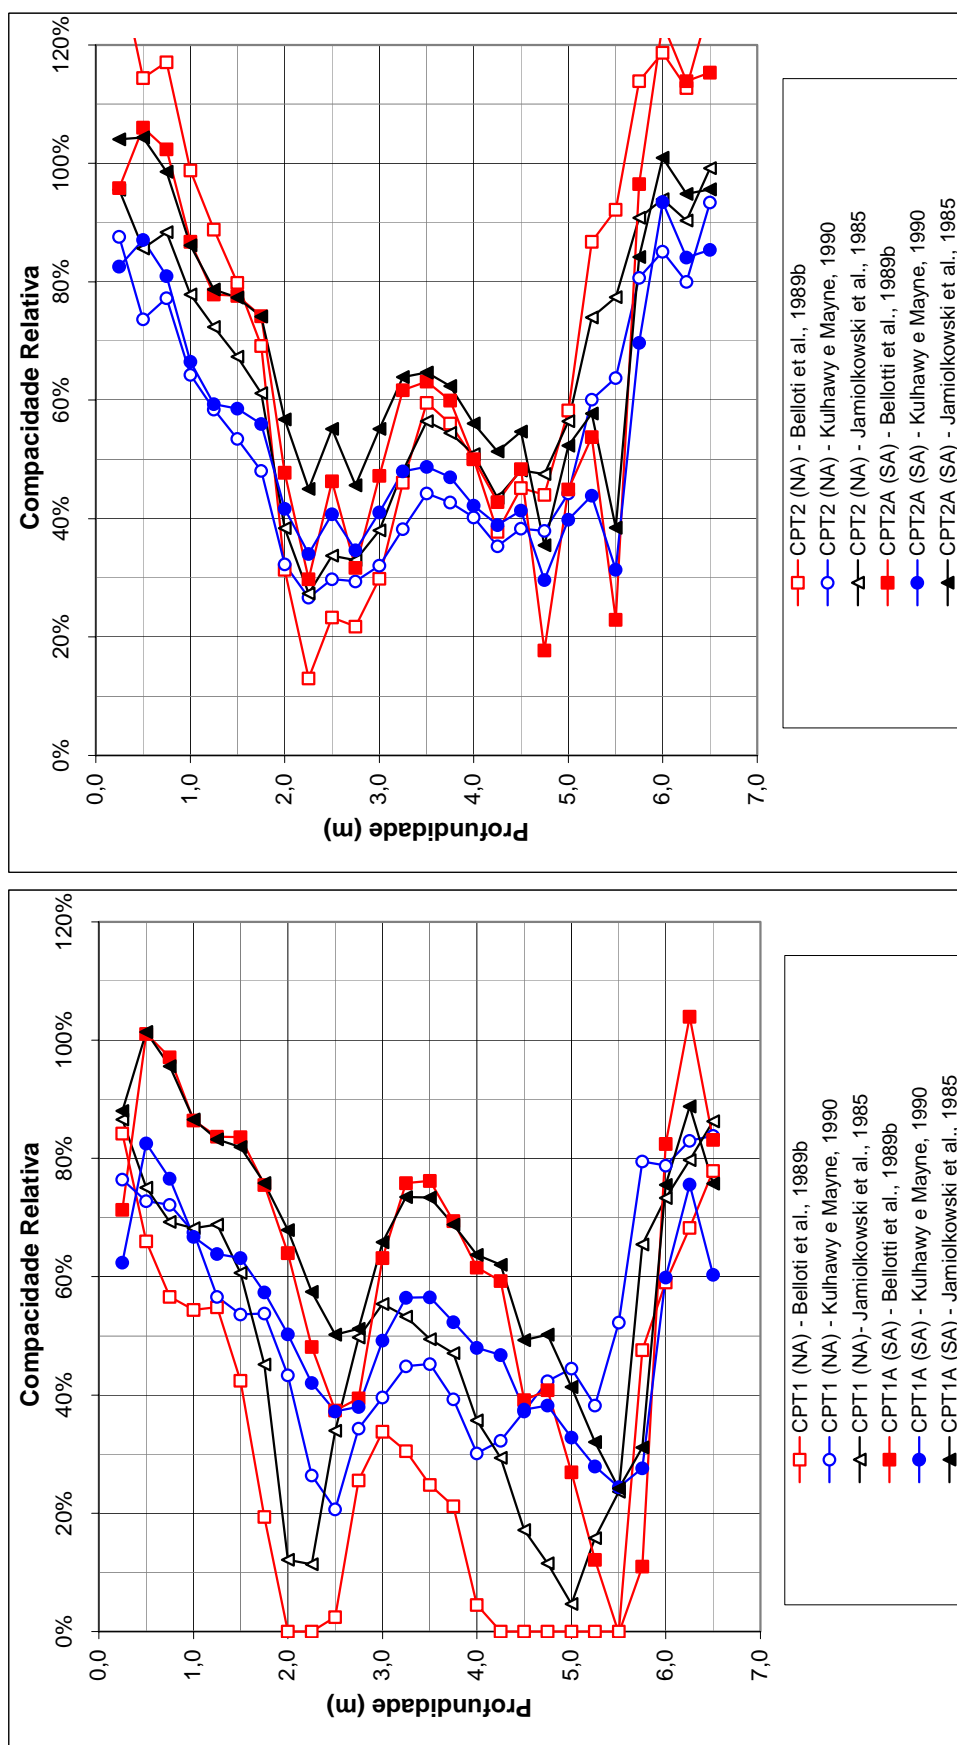 Compacidade Relativa
0% 20% 40% 60% 80% 100% 120%
0,0
1,0
2,0
3,0
4,0
5,0
6,0
7,0
Profundidade (m)
CPT1 (NA) - Belloti et al., 1989b
CPT1 (NA) - Kulhawy e Mayne, 1990
CPT1 (NA)- Jamiolkowski et al., 1985
CPT1A (SA) - Bellotti et al., 1989b
CPT1A (SA) - Kulhawy e Mayne, 1990
CPT1A (SA) - Jamiolkowski et al., 1985
Compacidade Relativa
0% 20% 40% 60% 80% 100% 120%
0,0
1,0
2,0
3,0
4,0
5,0
6,0
7,0
Profundidade (m)
CPT2 (NA) - Belloti et al., 1989b
CPT2 (NA) - Kulhawy e Mayne, 1990
CPT2 (NA) - Jamiolkowski et al., 1985
CPT2A (SA) - Bellotti et al., 1989b
CPT2A (SA) - Kulhawy e Mayne, 1990
CPT2A (SA) - Jamiolkowski et al., 1985